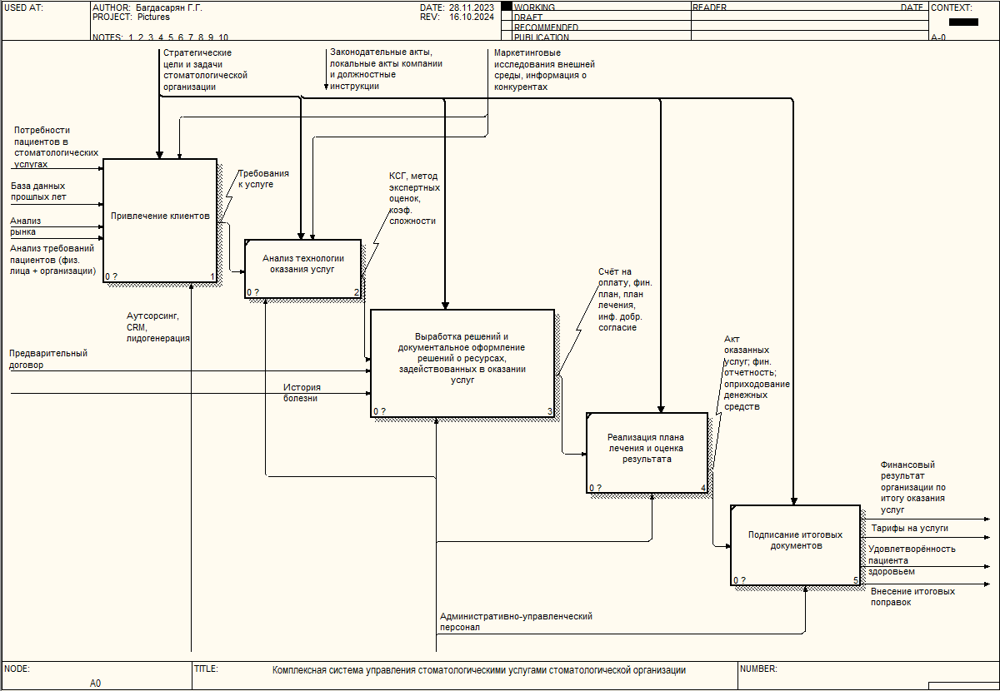 USED AT:
AUTHOR: Багдасарян Г.Г.
DATE: 28.11.2023
PROJECT: Pictures
REV: 16.10.2024
NOTES: 1 2 3 4 5 6 7 8 9 10
WORKING
DRAFT
RECOMMENDED
PUBLICATION
READER
DATE
CONTEXT:
A-0
Стратегические
цели и задачи
стоматологической
организации
Законодательные акты,
локальные акты компании
и должностные
инструкции
Маркетинговые
исследования внешней
среды, информация о
конкурентах
Потребности
пациентов в
стоматологических
услугах
База данных
прошлых лет
Анализ
рынка
Анализ требований
пациентов (физ.
лица + организации)
Привлечение клиентов
0 ?
1
Требования
к услуге
Анализ технологии
оказания услуг
0 ?
2
КСГ, метод
экспертных
оценок,
коэф.
сложности
Аутсорсинг,
CRM,
лидогенерация
Предварительный
договор
История
болезни
Выработка решений и
документальное оформление
решений о ресурсах,
задействованных в оказании
услуг
0 ?
3
Счёт на
оплату, фин.
план, план
лечения,
инф. добр.
согласие
Реализация плана
лечения и оценка
результата
0 ?
4
Акт
оказанных
услуг; фин.
отчетность;
оприходование
денежных
средств
Подписание итоговых
документов
0 ?
5
Финансовый
результат
организации по
итогу оказания
услуг
Тарифы на услуги
Удовлетворённость
пациента
здоровьем
Внесение итоговых
поправок
Административно-управленческий
персонал
NODE:
A0
TITLE:
Комплексная система управления стоматологическими услугами стоматологической организации
NUMBER: